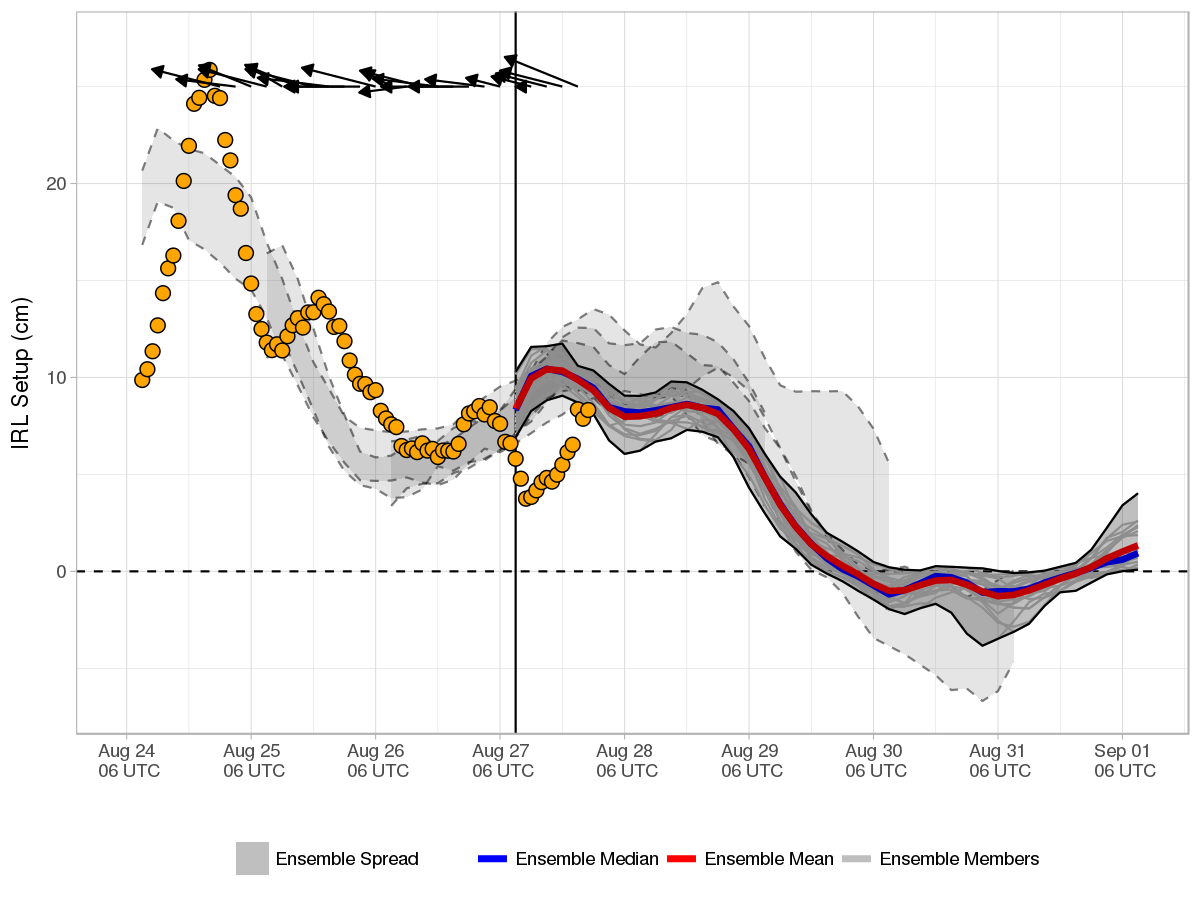 IRL Setup (cm)
20
10
0
Aug 24 Aug 25 Aug 26 Aug 27 Aug 28 Aug 29 Aug 30 Aug 31 Sep 01
06 UTC 06 UTC 06 UTC 06 UTC 06 UTC 06 UTC 06 UTC 06 UTC 06 UTC
Ensemble Spread Ensemble Median Ensemble Mean Ensemble Members